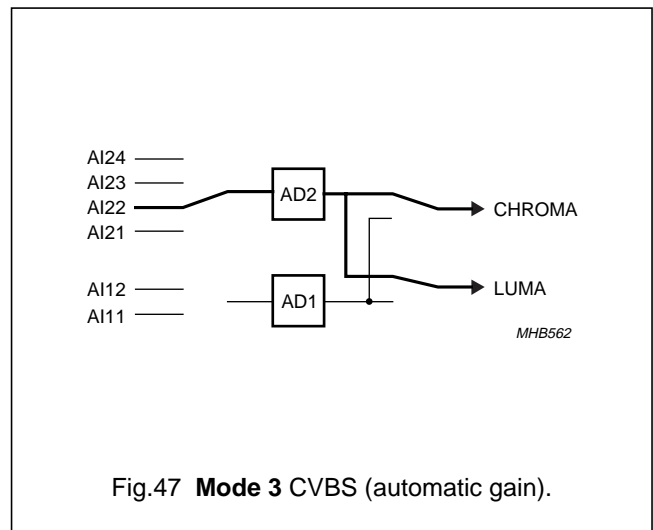 AI24
AI23
AI22
AI21
AD2
CHROMA
AI12
AI11
AD1
LUMA
MHB562
Fig.47 Mode 3 CVBS (automatic gain).